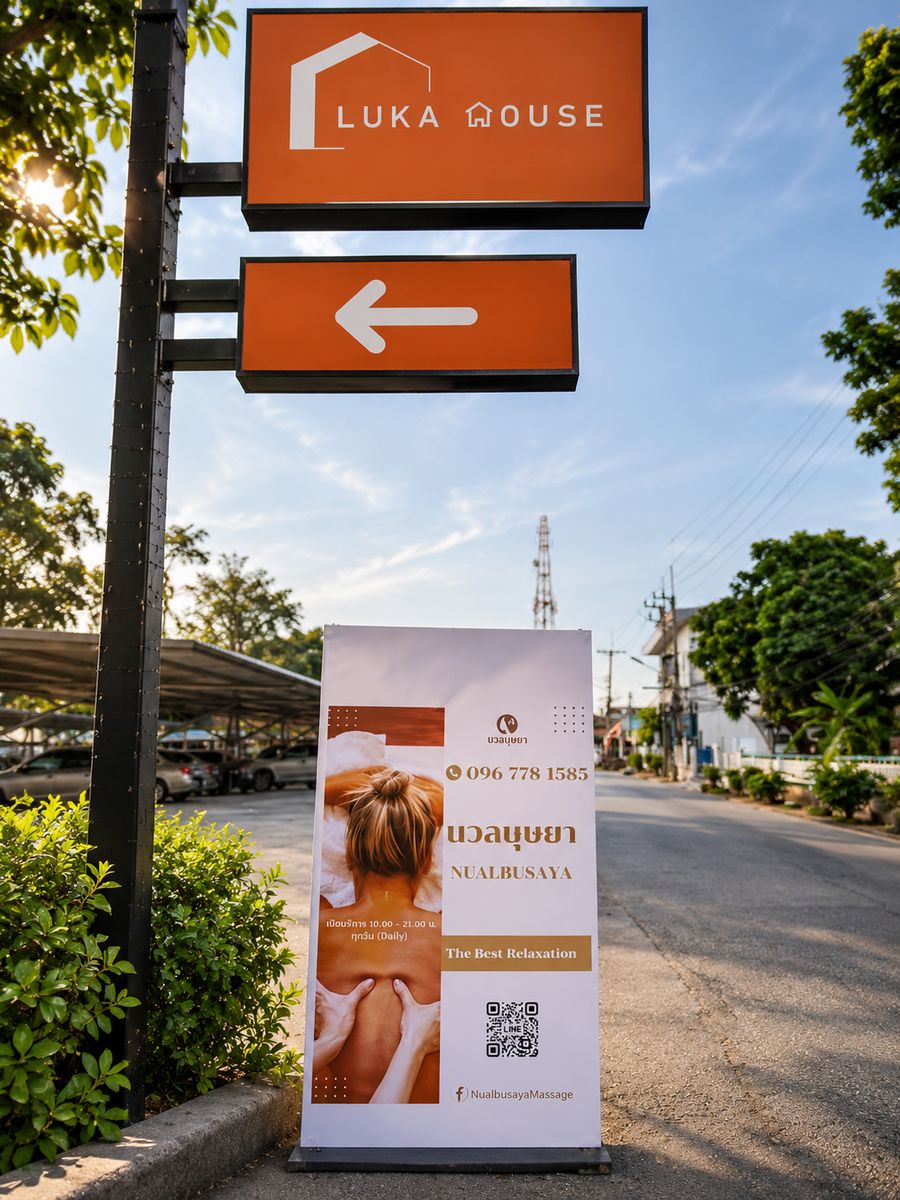 LUKA HOUSE
นวลบุษยา
096 778 1585
นวลบุษยา
NUALBUSAYA
เปิดบริการ 10.00 - 21.00 น.
ทุกวัน (Daily)
The Best Relaxation
LINE
NualbusayaMassage